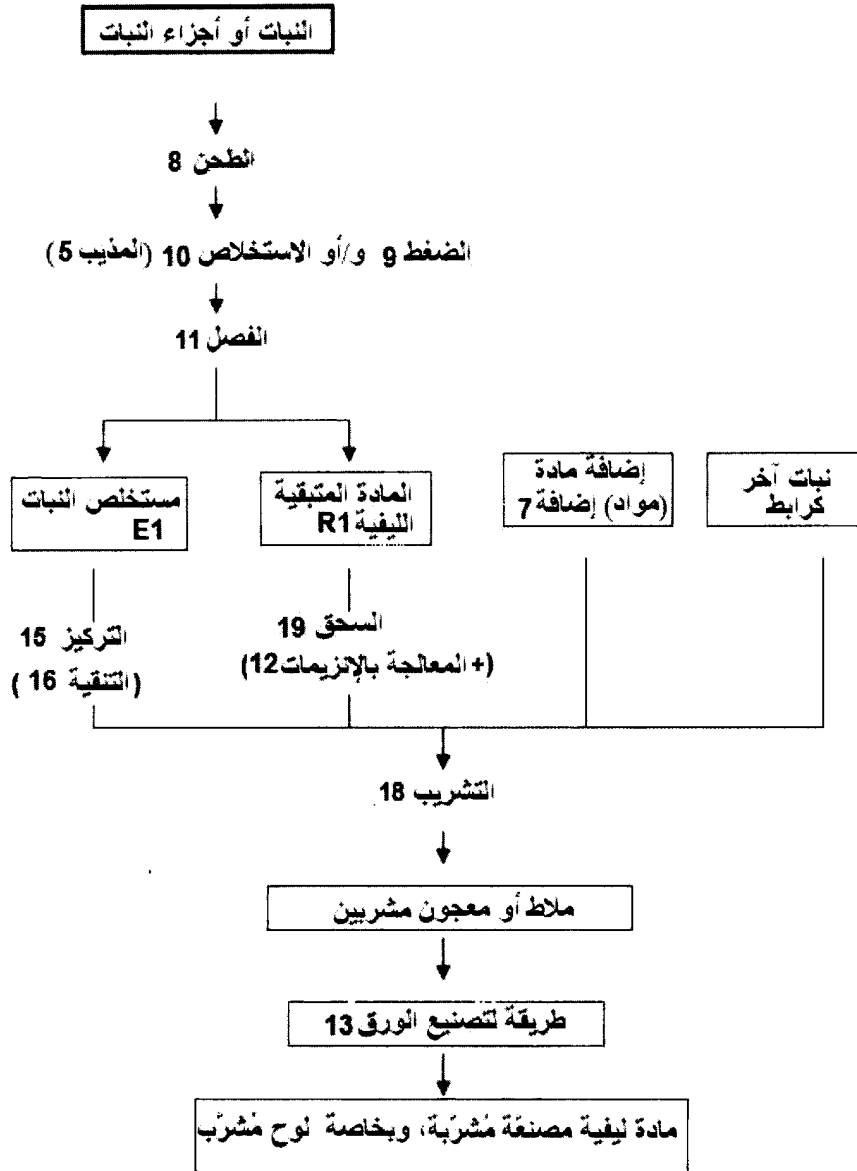 النبات أو أجزاء النبات
الطحن 8
الضغط 9 و/أو الاستخلاص 10 (المذيب 5)
الفصل 11
مستخلص النبات
E1
المادة المتبقية
الليفية R1
إضافة مادة
(مواد) إضافة 7
نبات آخر
كرابط
التركيز 15
(التنقية 16)
السحق 19
(+ المعالجة بالإنزيمات 12)
التشريب 18
ملاط أو معجون مشربين
طريقة لتصنيع الورق 13
مادة ليفية مصنعة مُشرّبة، وبخاصة لوح مُشرّب